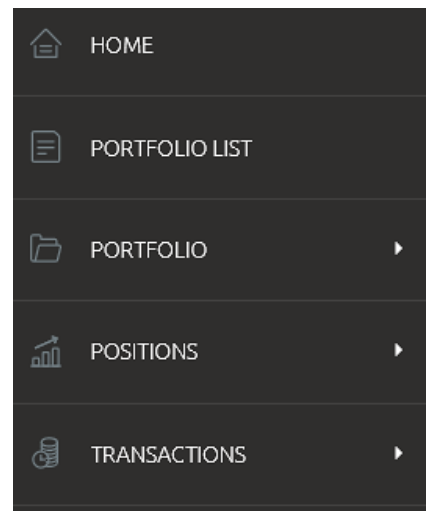 HOME
PORTFOLIO LIST
PORTFOLIO
POSITIONS
TRANSACTIONS